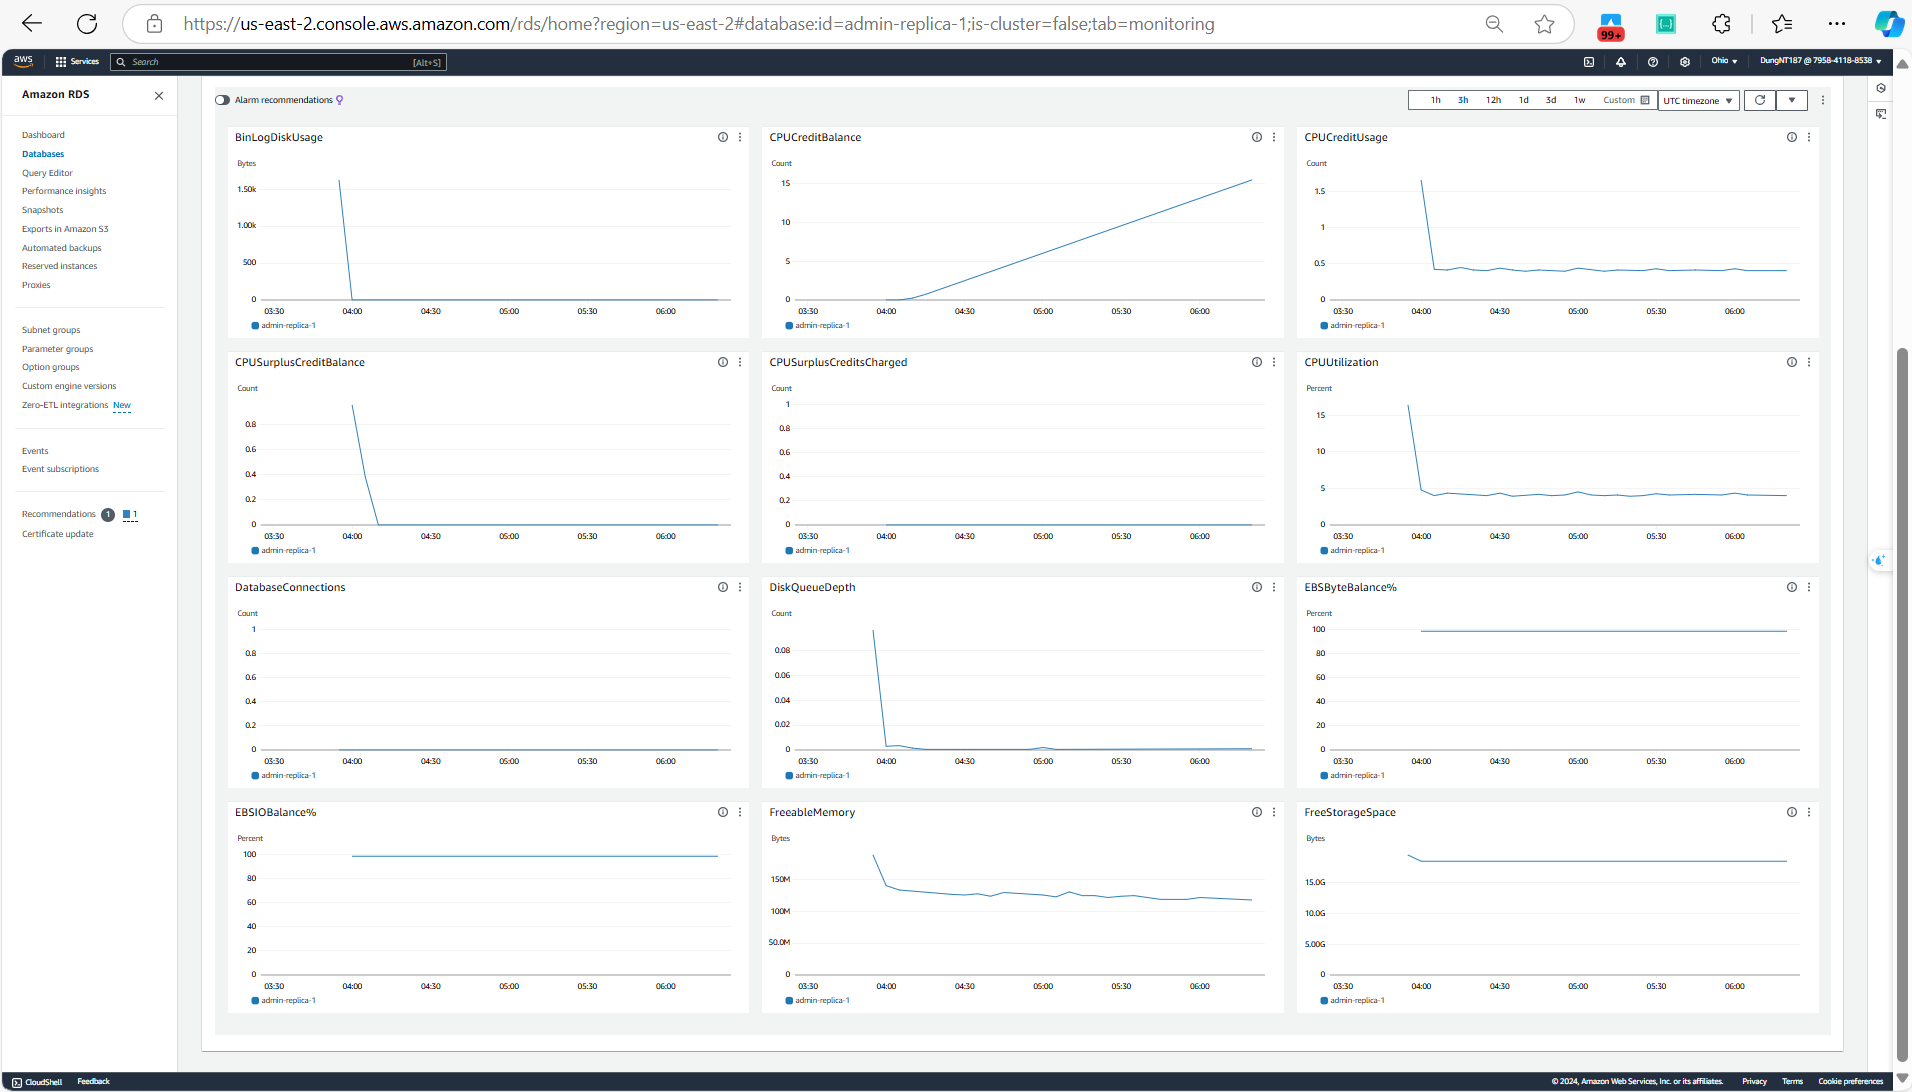 https://us-east-2.console.aws.amazon.com/rds/home?region=us-east-2#database:id=admin-replica-1;is-cluster=false;tab=monitoring
99+
aws
Services
Search
[Alt+S]
Ohio
DungNT187 @ 7958-4118-8538
Amazon RDS
Dashboard
Databases
Query Editor
Performance insights
Snapshots
Exports in Amazon S3
Automated backups
Reserved instances
Proxies
Subnet groups
Parameter groups
Option groups
Custom engine versions
Zero-ETL integrations New
Events
Event subscriptions
Recommendations 1 1
Certificate update
Alarm recommendations
1h 3h 12h 1d 3d 1w Custom UTC timezone
BinLogDiskUsage
Bytes
1.50k
1.00k
500
0
03:30 04:00 04:30 05:00 05:30 06:00
admin-replica-1
CPUCreditBalance
Count
15
10
5
0
03:30 04:00 04:30 05:00 05:30 06:00
admin-replica-1
CPUCreditUsage
Count
1.5
1
0.5
0
03:30 04:00 04:30 05:00 05:30 06:00
admin-replica-1
CPUSurplusCreditBalance
Count
0.8
0.6
0.4
0.2
0
03:30 04:00 04:30 05:00 05:30 06:00
admin-replica-1
CPUSurplusCreditsCharged
Count
1
0.8
0.6
0.4
0.2
0
03:30 04:00 04:30 05:00 05:30 06:00
admin-replica-1
CPUUtilization
Percent
15
10
5
0
03:30 04:00 04:30 05:00 05:30 06:00
admin-replica-1
DatabaseConnections
Count
1
0.8
0.6
0.4
0.2
0
03:30 04:00 04:30 05:00 05:30 06:00
admin-replica-1
DiskQueueDepth
Count
0.08
0.06
0.04
0.02
0
03:30 04:00 04:30 05:00 05:30 06:00
admin-replica-1
EBSByteBalance%
Percent
100
80
60
40
20
0
03:30 04:00 04:30 05:00 05:30 06:00
admin-replica-1
EBSIOBalance%
Percent
100
80
60
40
20
0
03:30 04:00 04:30 05:00 05:30 06:00
admin-replica-1
FreeableMemory
Bytes
150M
100M
50.0M
0
03:30 04:00 04:30 05:00 05:30 06:00
admin-replica-1
FreeStorageSpace
Bytes
15.0G
10.0G
5.00G
0
03:30 04:00 04:30 05:00 05:30 06:00
admin-replica-1
CloudShell Feedback
© 2024, Amazon Web Services, Inc. or its affiliates. Privacy Terms Cookie preferences